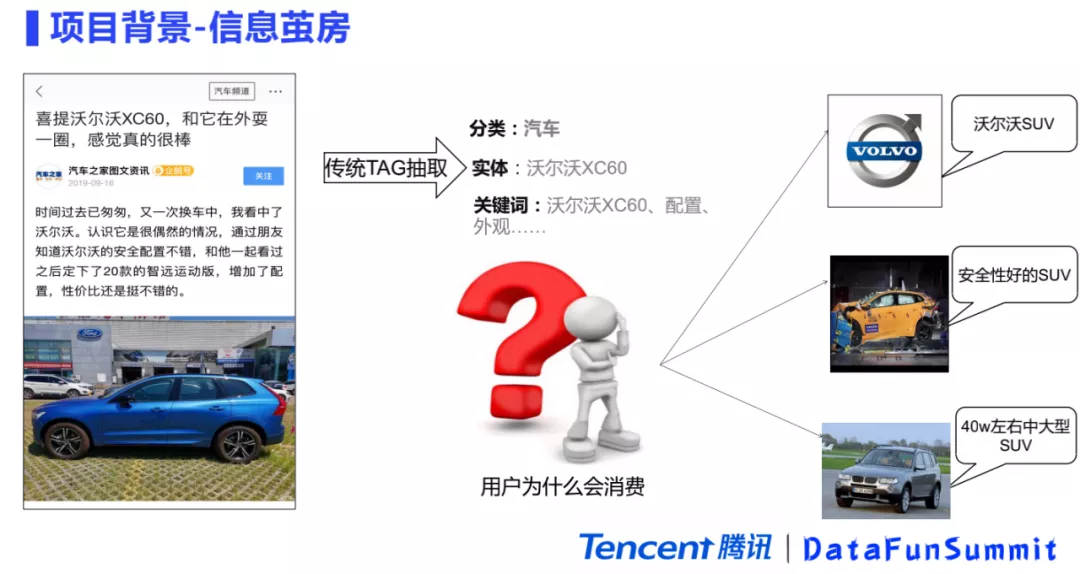 项目背景-信息茧房
汽车频道
喜提沃尔沃XC60，和它在外耍
一圈，感觉真的很棒
汽车之家
汽车之家图文资讯 企鹅号
2019-09-16
关注
时间过去已匆匆，又一次换车中，我看中了
沃尔沃。认识它是很偶然的情况，通过朋友
知道沃尔沃的安全配置不错，和他一起看过
之后定下了20款的智远运动版，增加了配
置，性价比还是挺不错的。
Ford
传统TAG抽取
分类：汽车
实体：沃尔沃XC60
关键词：沃尔沃XC60、配置、
外观……
用户为什么会消费
VOLVO
沃尔沃SUV
安全性好的SUV
40w左右中大型
SUV
Tencent腾讯 | DataFunSummit